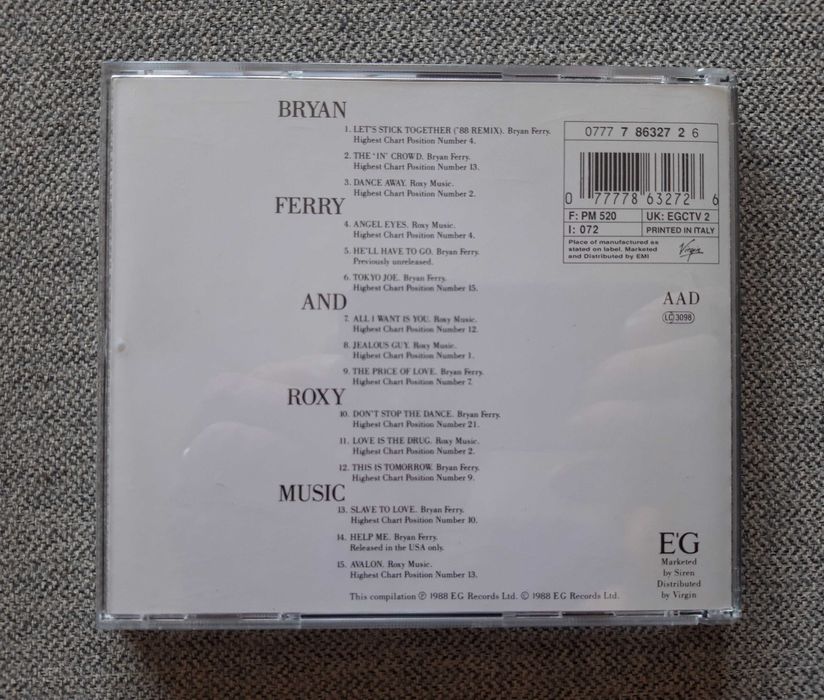 BRYAN
1. LET'S STICK TOGETHER ('88 REMIX). Bryan Ferry.
Highest Chart Position Number 4.
2. THE 'IN' CROWD. Bryan Ferry.
Highest Chart Position Number 13.
3. DANCE AWAY. Roxy Music.
Highest Chart Position Number 2.
FERRY
4. ANGEL EYES. Roxy Music.
Highest Chart Position Number 4.
5. HE'LL HAVE TO GO. Bryan Ferry.
Previously unreleased.
6. TOKYO JOE. Bryan Ferry.
Highest Chart Position Number 15.
AND
7. ALL I WANT IS YOU. Roxy Music.
Highest Chart Position Number 12.
8. JEALOUS GUY. Roxy Music.
Highest Chart Position Number 1.
9. THE PRICE OF LOVE. Bryan Ferry.
Highest Chart Position Number 7.
ROXY
10. DON'T STOP THE DANCE. Bryan Ferry.
Highest Chart Position Number 21.
11. LOVE IS THE DRUG. Roxy Music.
Highest Chart Position Number 2.
12. THIS IS TOMORROW. Bryan Ferry.
Highest Chart Position Number 9.
MUSIC
13. SLAVE TO LOVE. Bryan Ferry.
Highest Chart Position Number 10.
14. HELP ME. Bryan Ferry.
Released in the USA only.
15. AVALON. Roxy Music.
Highest Chart Position Number 13.
This compilation ℗ 1988 EG Records Ltd. © 1988 EG Records Ltd.
0777 7 86327 2 6
0 77778 63272 6
F: PM 520 UK: EGCTV 2
I: 072 PRINTED IN ITALY
Place of manufactured as
stated on label. Marketed
and Distributed by EMI
Virgin
AAD
LC 3098
E'G
Marketed
by Siren
Distributed
by Virgin